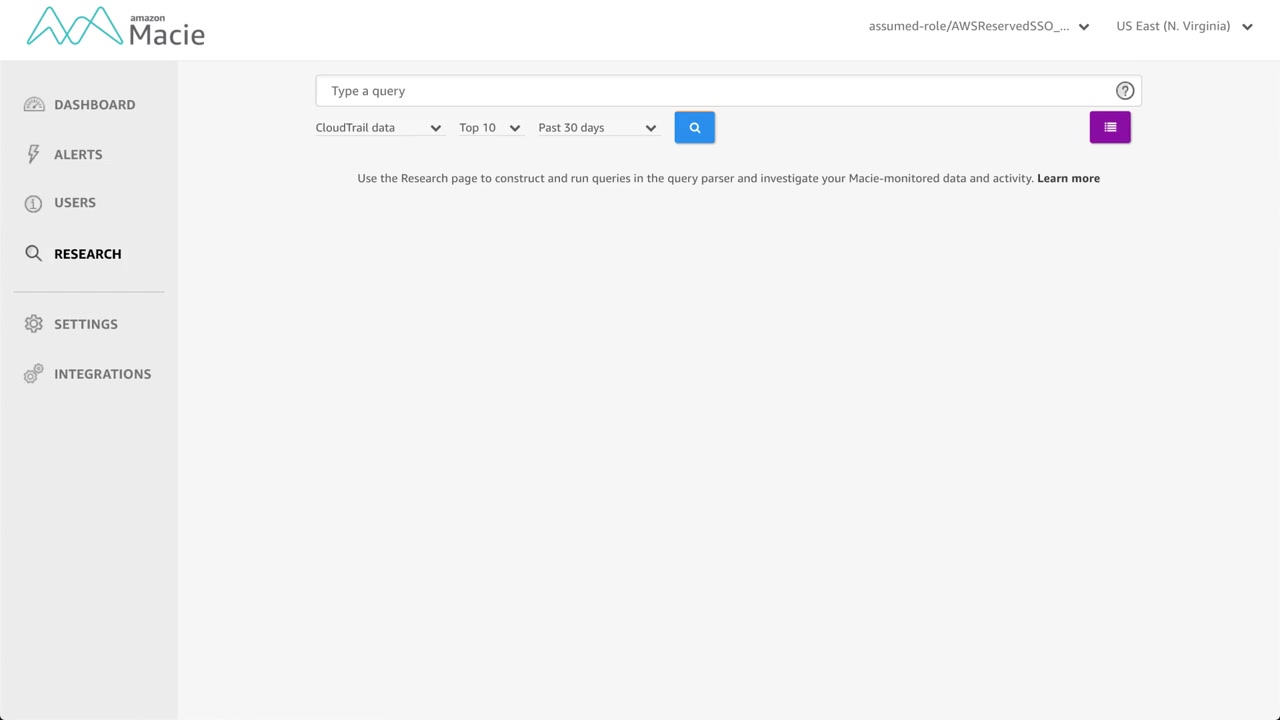 amazon
Macie
assumed-role/AWSReservedSSO_...
US East (N. Virginia)
DASHBOARD
ALERTS
USERS
RESEARCH
SETTINGS
INTEGRATIONS
Type a query
?
CloudTrail data
Top 10
Past 30 days
Use the Research page to construct and run queries in the query parser and investigate your Macie-monitored data and activity. Learn more